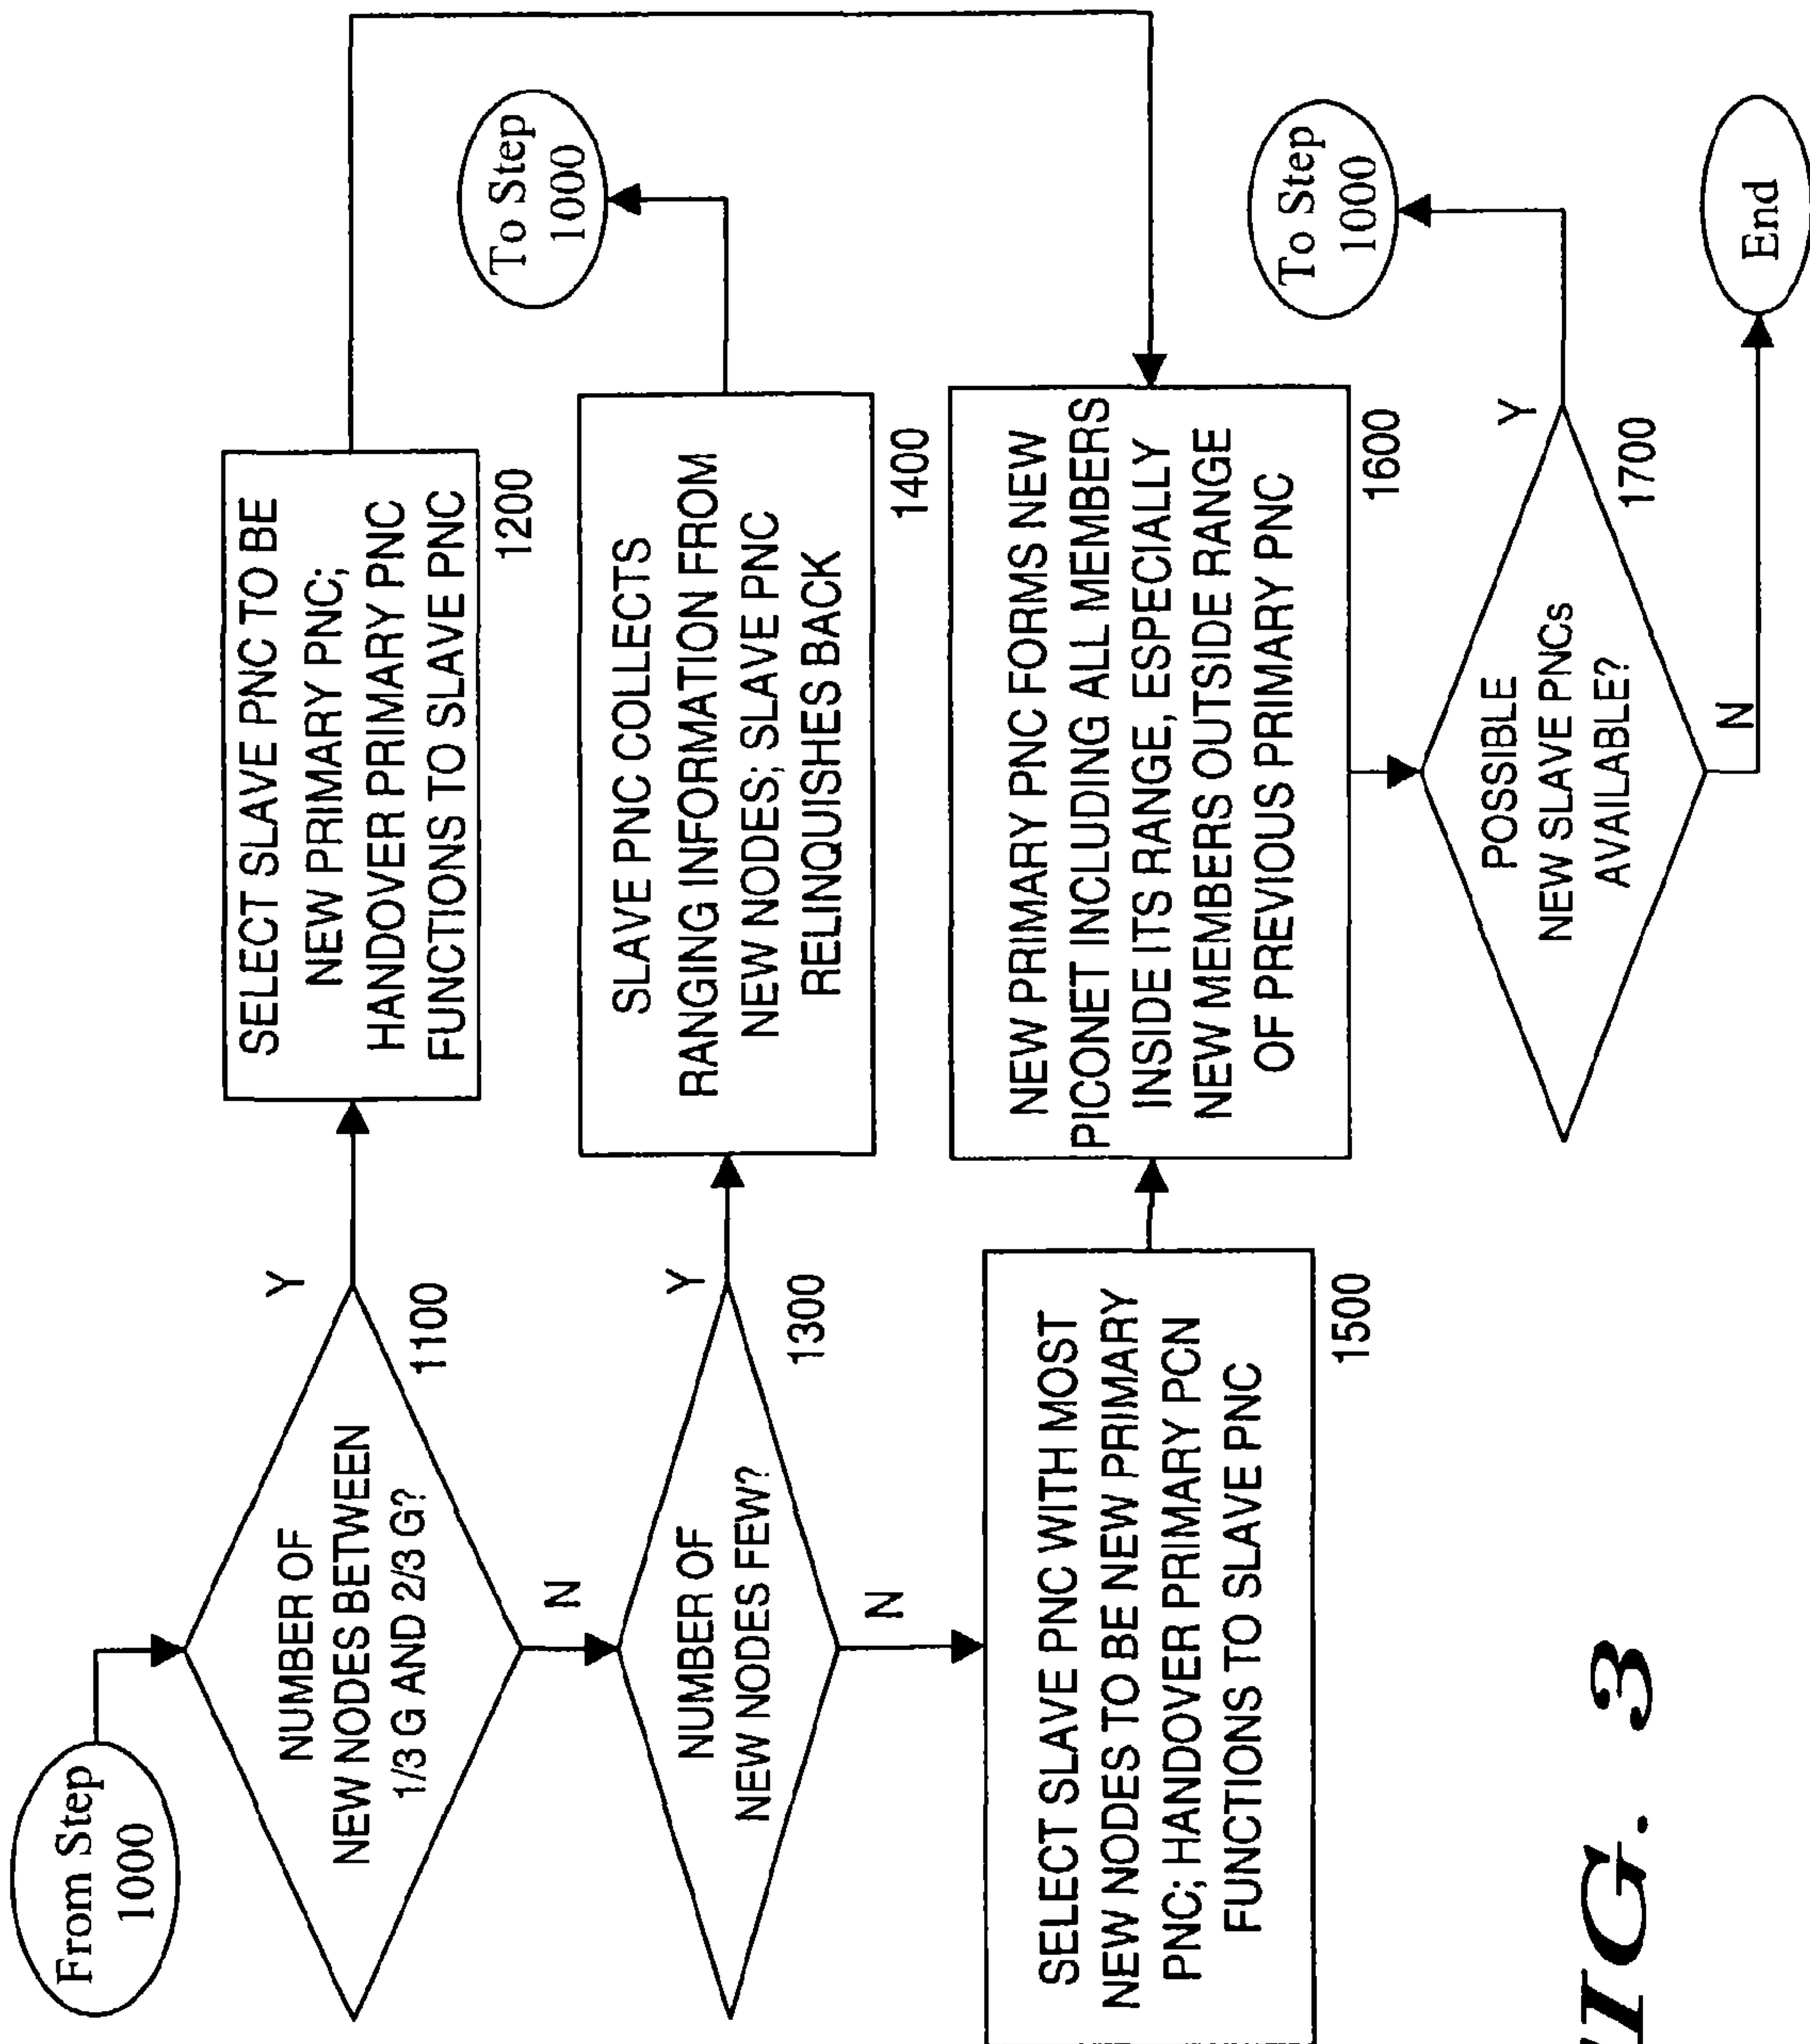 From Step
1000
NUMBER OF
NEW NODES BETWEEN
1/3 G AND 2/3 G?
1100
Y
N
SELECT SLAVE PNC TO BE
NEW PRIMARY PNC;
HANDOVER PRIMARY PNC
FUNCTIONS TO SLAVE PNC
1200
NUMBER OF
NEW NODES FEW?
1300
Y
N
SLAVE PNC COLLECTS
RANGING INFORMATION FROM
NEW NODES; SLAVE PNC
RELINQUISHES BACK
1400
To Step
1000
SELECT SLAVE PNC WITH MOST
NEW NODES TO BE NEW PRIMARY
PNC; HANDOVER PRIMARY PCN
FUNCTIONS TO SLAVE PNC
1500
NEW PRIMARY PNC FORMS NEW
PICONET INCLUDING ALL MEMBERS
INSIDE ITS RANGE, ESPECIALLY
NEW MEMBERS OUTSIDE RANGE
OF PREVIOUS PRIMARY PNC
1600
POSSIBLE
NEW SLAVE PNCs
AVAILABLE?
1700
Y
N
To Step
1000
End
FIG. 3